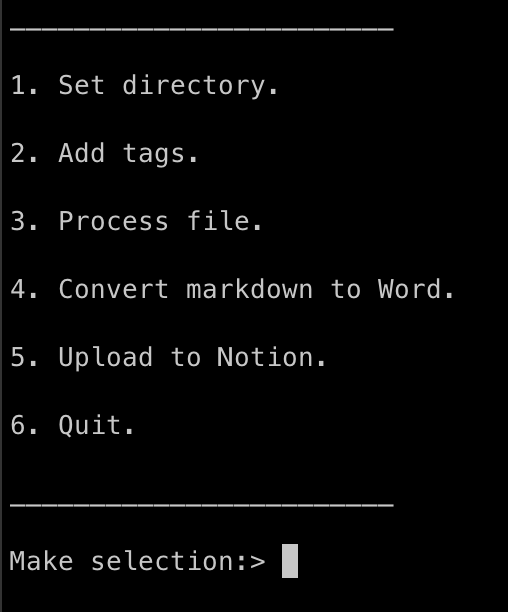 ________________________
1. Set directory.
2. Add tags.
3. Process file.
4. Convert markdown to Word.
5. Upload to Notion.
6. Quit.
________________________
Make selection:>